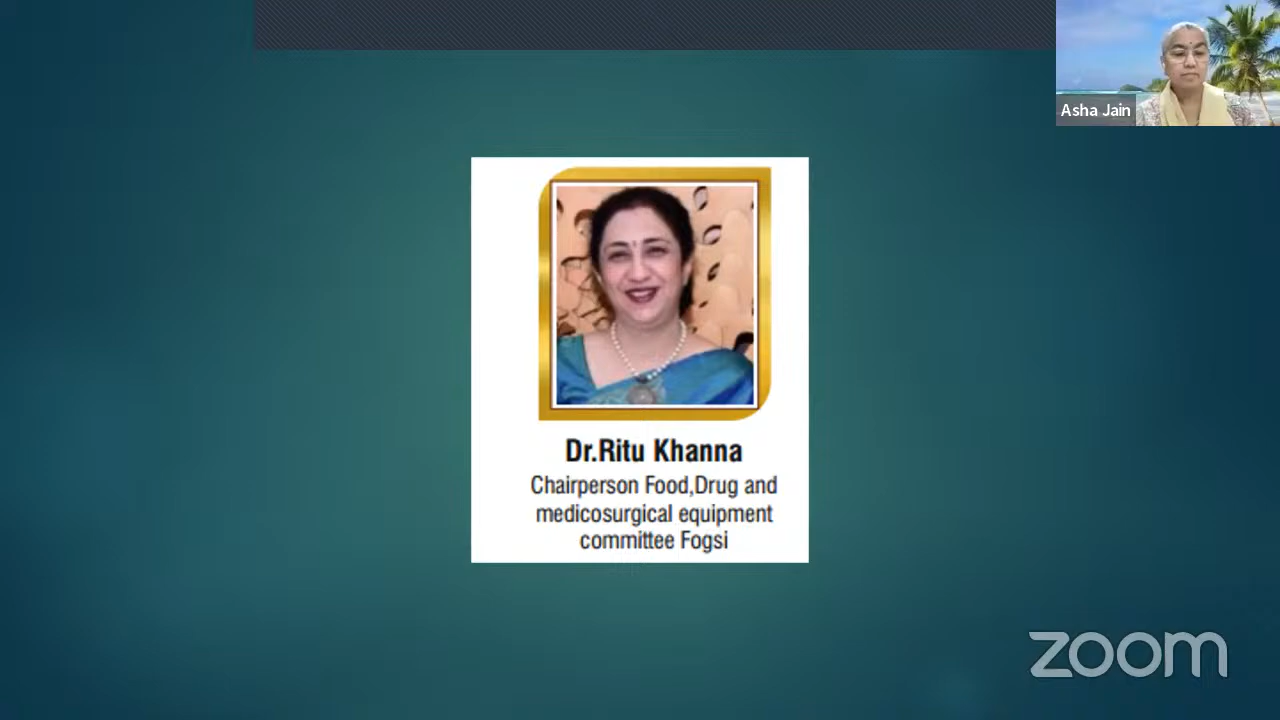 Asha Jain
Dr.Ritu Khanna
Chairperson Food,Drug and
medicosurgical equipment
committee Fogsi
zoom